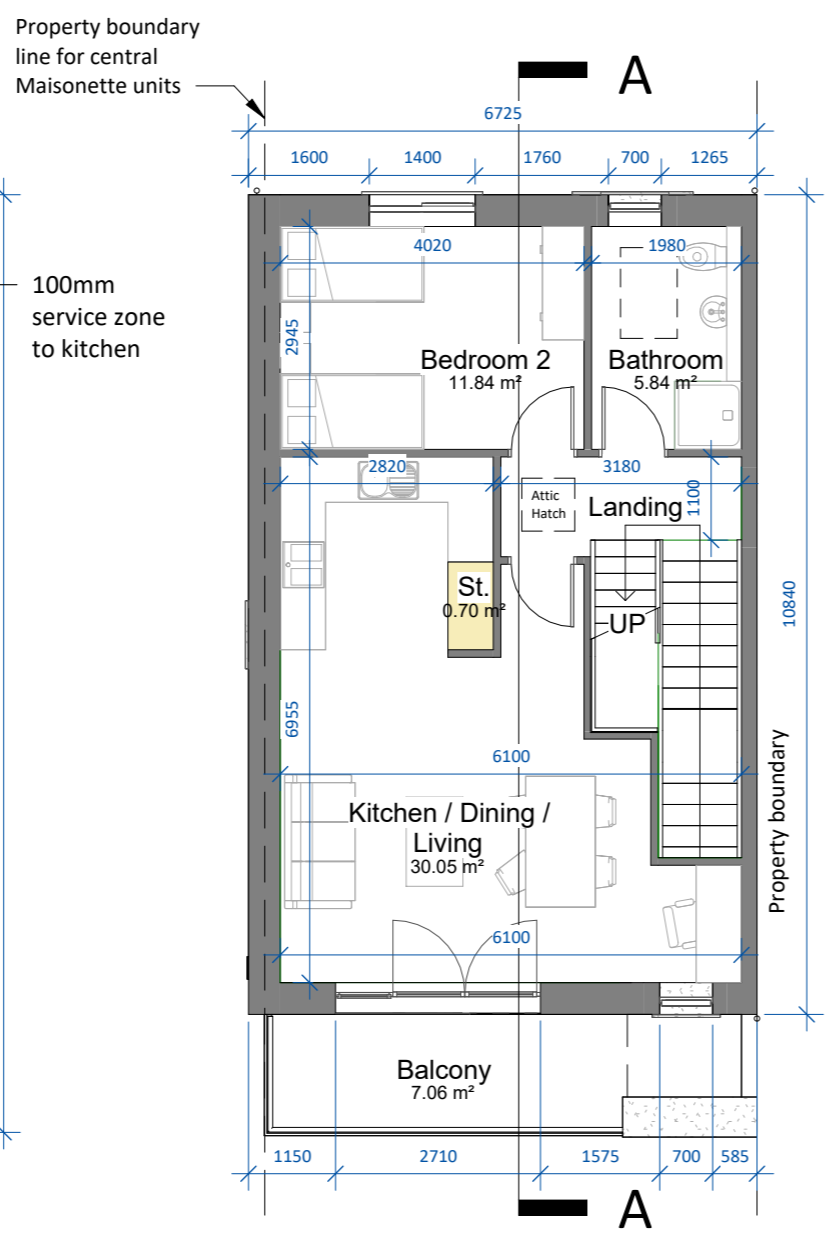 Property boundary
line for central
Maisonette units
A
6725
1600
1400
1760
700
1265
100mm
service zone
to kitchen
4020
1980
2945
Bedroom 2
11.84 m²
Bathroom
5.84 m²
2820
3180
Attic
Hatch
Landing
1100
St.
0.70 m²
UP
10840
6955
6100
Kitchen / Dining /
Living
30.05 m²
Property boundary
6100
Balcony
7.06 m²
1150
2710
1575
700
585
A